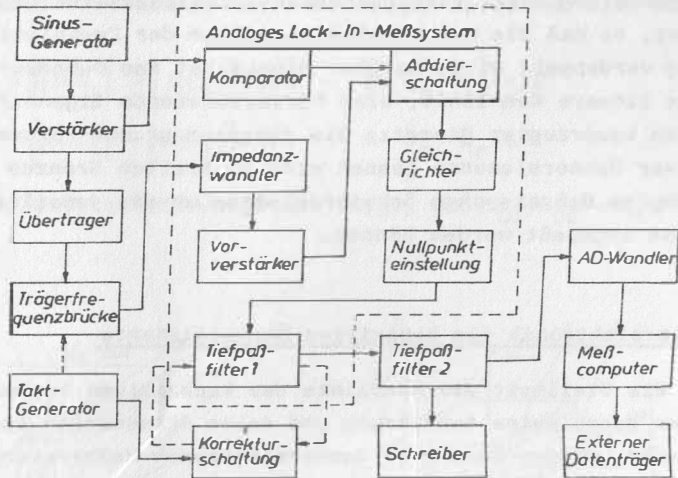 Sinus-
Generator
Verstärker
Übertrager
Trägerfre-
quenzbrücke
Takt-
Generator
Analoges Lock-In-Meßsystem
Komparator
Addier-
schaltung
Impedanz-
wandler
Gleich-
richter
Vor-
verstärker
Nullpunkt-
einstellung
Tiefpaß-
filter 1
Tiefpaß-
filter 2
Korrektur-
schaltung
Schreiber
AD-Wandler
Meß-
computer
Externer
Datenträger